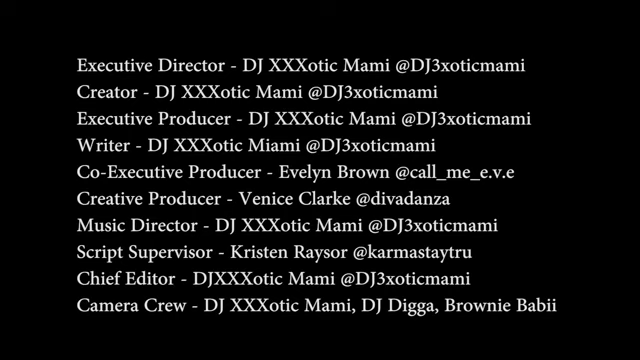 Executive Director - DJ XXXotic Mami @DJ3xoticmami
Creator - DJ XXXotic Mami @DJ3xoticmami
Executive Producer - DJ XXXotic Mami @DJ3xoticmami
Writer - DJ XXXotic Miami @DJ3xoticmami
Co-Executive Producer - Evelyn Brown @call_me_e.v.e
Creative Producer - Venice Clarke @divadanza
Music Director - DJ XXXotic Mami @DJ3xoticmami
Script Supervisor - Kristen Raysor @karmastaytru
Chief Editor - DJXXXotic Mami @DJ3xoticmami
Camera Crew - DJ XXXotic Mami, DJ Digga, Brownie Babii